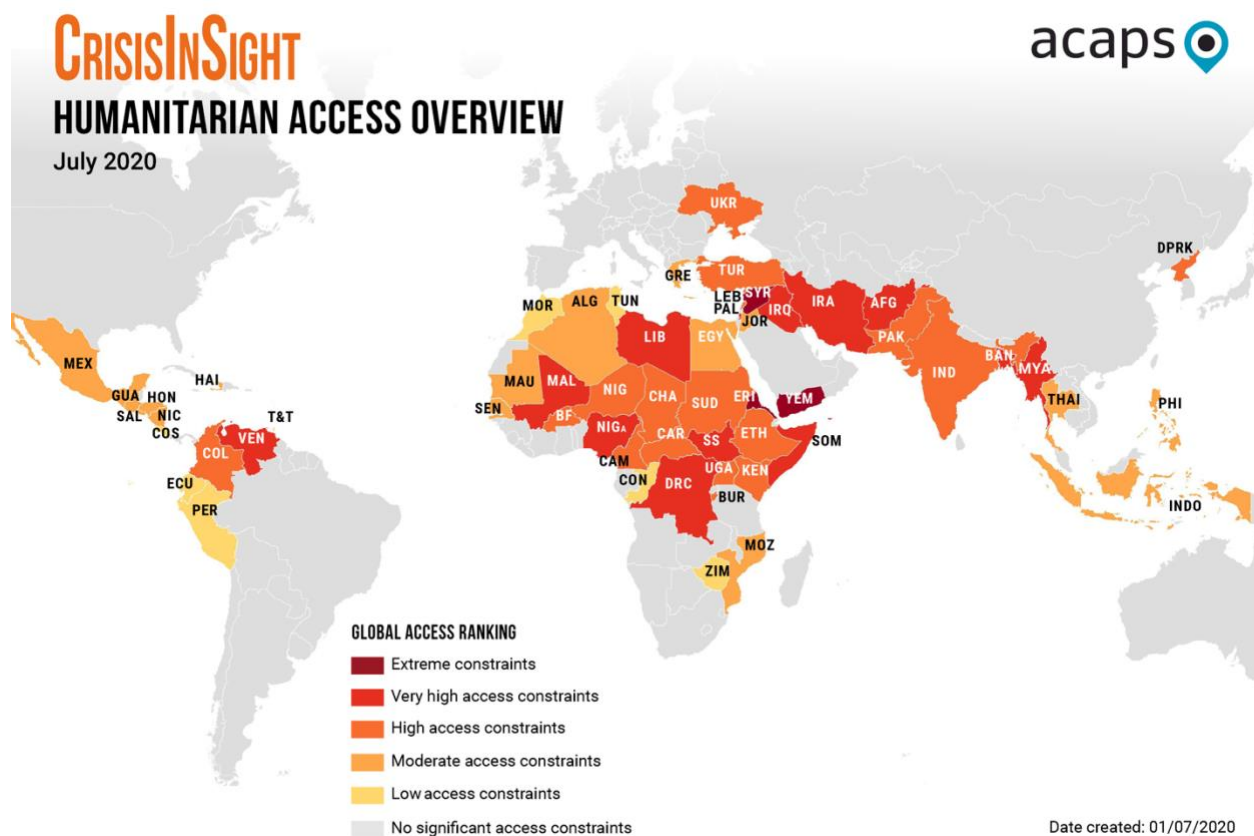 CRISISINSIGHT
acaps
HUMANITARIAN ACCESS OVERVIEW
July 2020
UKR
DPRK
GRE
TUR
MOR
ALG
TUN
LEB
SYR
PAL
JOR
IRQ
IRA
AFG
LIB
EGY
PAK
MEX
HAI
MAU
MAL
NIG
CHA
SUD
ERI
YEM
IND
BAN
MYA
GUA
HON
SAL
NIC
COS
T&T
SEN
BF
NIGA
CAR
SS
ETH
SOM
THAI
PHI
VEN
COL
CAM
CON
DRC
UGA
KEN
BUR
ECU
PER
INDO
MOZ
ZIM
GLOBAL ACCESS RANKING
Extreme constraints
Very high access constraints
High access constraints
Moderate access constraints
Low access constraints
No significant access constraints
Date created: 01/07/2020